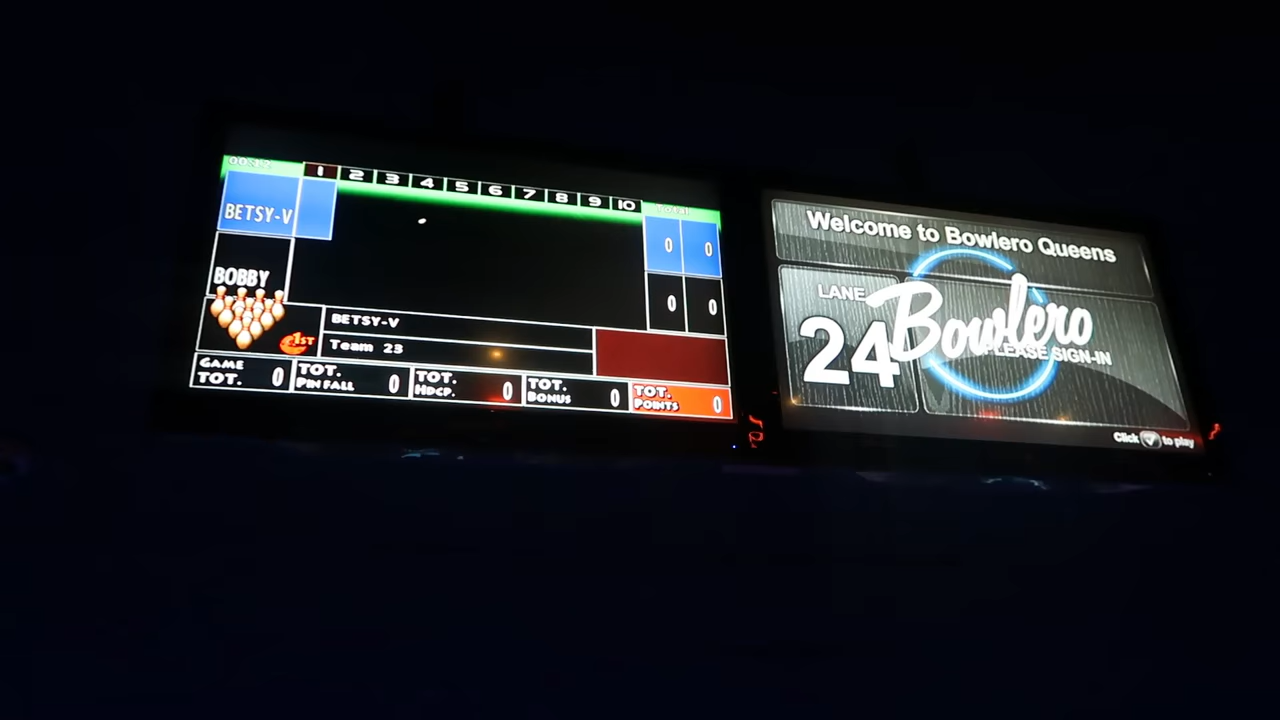 1 2 3 4 5 6 7 8 9 10
Total
BETSY-V
0 0
BOBBY
0 0
1ST
BETSY-V
Team 23
GAME TOT. 0
TOT. PINFALL 0
TOT. HDCP. 0
TOT. BONUS 0
TOT. POINTS 0
Welcome to Bowlero Queens
LANE
24
Bowlero
PLEASE SIGN-IN
Click to play